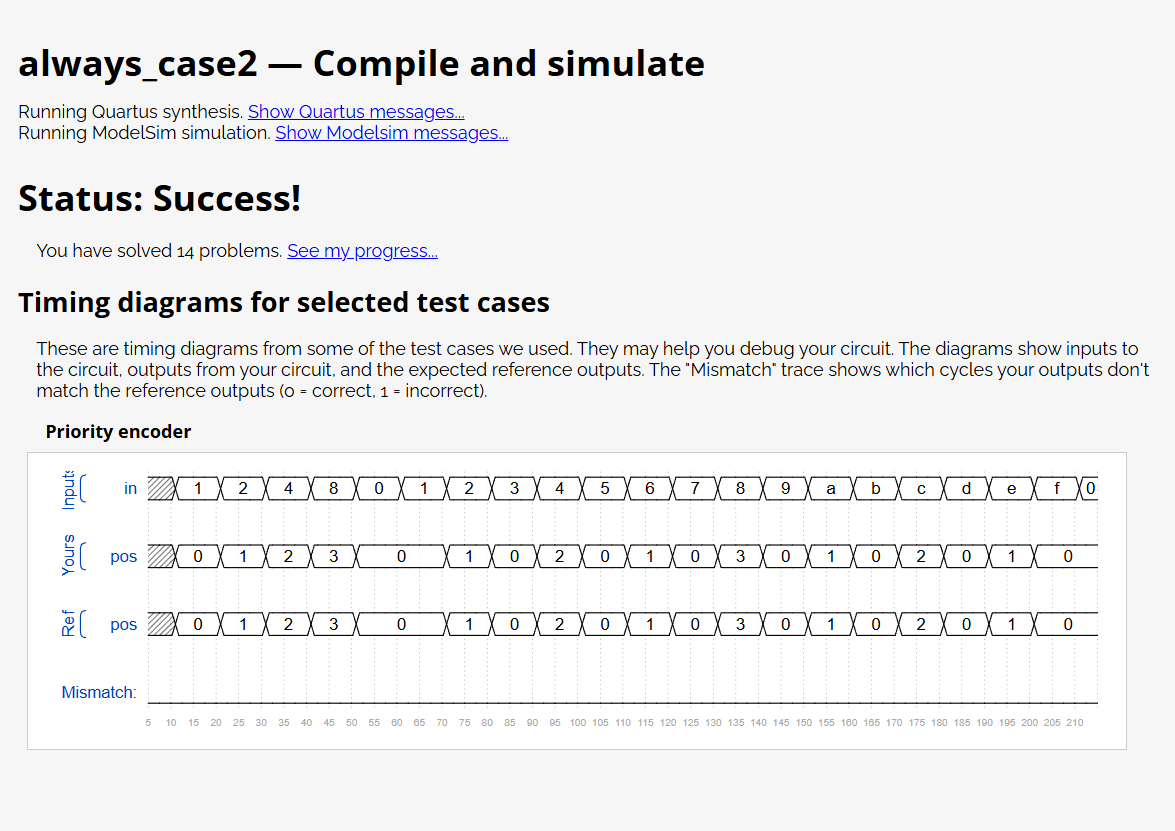 always_case2 — Compile and simulate
Running Quartus synthesis. Show Quartus messages...
Running ModelSim simulation. Show Modelsim messages...
Status: Success!
You have solved 14 problems. See my progress...
Timing diagrams for selected test cases
These are timing diagrams from some of the test cases we used. They may help you debug your circuit. The diagrams show inputs to
the circuit, outputs from your circuit, and the expected reference outputs. The "Mismatch" trace shows which cycles your outputs don't
match the reference outputs (0 = correct, 1 = incorrect).
Priority encoder
Inputs in 1 2 4 8 0 1 2 3 4 5 6 7 8 9 a b c d e f 0
Yours pos 0 1 2 3 0 1 0 2 0 1 0 3 0 1 0 2 0 1 0
Ref pos 0 1 2 3 0 1 0 2 0 1 0 3 0 1 0 2 0 1 0
Mismatch:
5 10 15 20 25 30 35 40 45 50 55 60 65 70 75 80 85 90 95 100 105 110 115 120 125 130 135 140 145 150 155 160 165 170 175 180 185 190 195 200 205 210